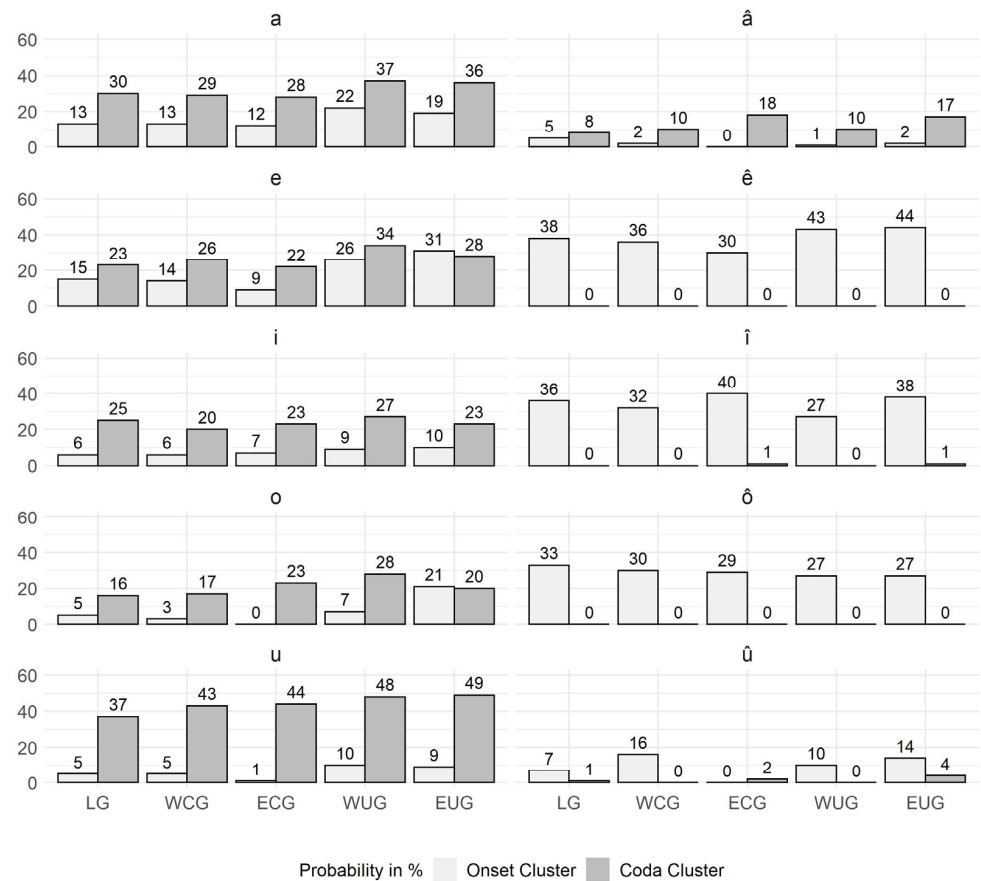 a â
60
40
20
0
13 30 13 29 12 28 22 37 19 36
5 8 2 10 0 18 1 10 2 17
e ê
60
40
20
0
15 23 14 26 9 22 26 34 31 28
38 0 36 0 30 0 43 0 44 0
i î
60
40
20
0
6 25 6 20 7 23 9 27 10 23
36 0 32 0 40 1 27 0 38 1
o ô
60
40
20
0
5 16 3 17 0 23 7 28 21 20
33 0 30 0 29 0 27 0 27 0
u û
60
40
20
0
5 37 5 43 1 44 10 48 9 49
7 1 16 0 0 2 10 0 14 4
LG WCG ECG WUG EUG LG WCG ECG WUG EUG
Probability in % Onset Cluster Coda Cluster